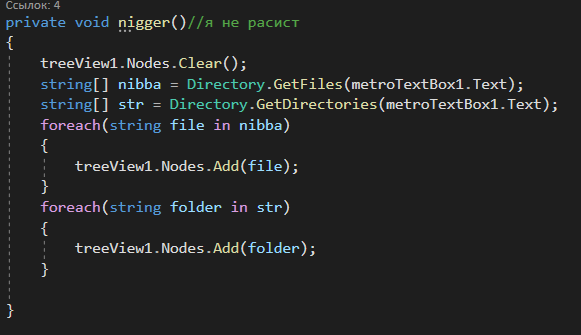 Ссылок: 4
private void nigger()//я не расист
{
treeView1.Nodes.Clear();
string[] nibba = Directory.GetFiles(metroTextBox1.Text);
string[] str = Directory.GetDirectories(metroTextBox1.Text);
foreach(string file in nibba)
{
treeView1.Nodes.Add(file);
}
foreach(string folder in str)
{
treeView1.Nodes.Add(folder);
}
}